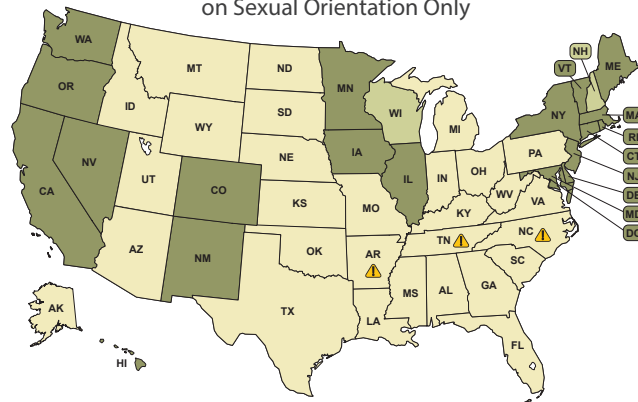 on Sexual Orientation Only
WA
OR
CA
NV
ID
MT
WY
UT
AZ
CO
NM
ND
SD
NE
KS
OK
TX
MN
IA
MO
AR
LA
WI
IL
MI
IN
OH
KY
TN
MS
AL
GA
FL
SC
NC
VA
WV
PA
NY
VT
NH
ME
MA
RI
CT
NJ
DE
MD
DC
AK
HI